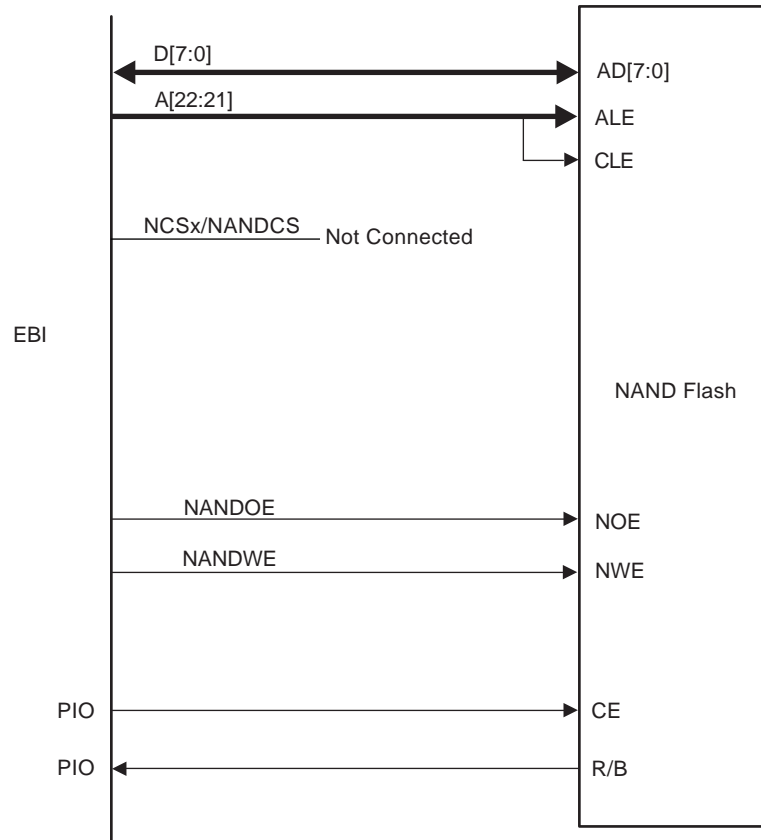 D[7:0]
AD[7:0]
A[22:21]
ALE
CLE
NCSx/NANDCS
Not Connected
EBI
NAND Flash
NANDOE
NOE
NANDWE
NWE
PIO
CE
PIO
R/B